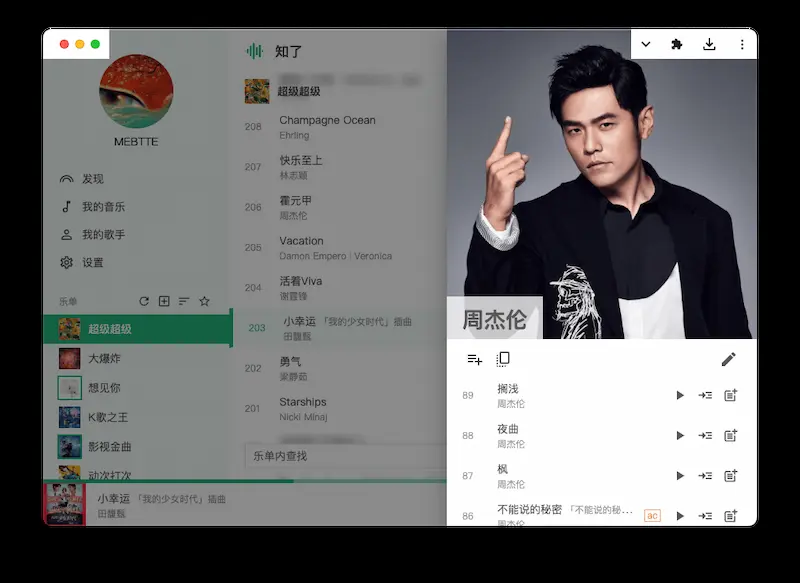 MEBTTE
发现
我的音乐
我的歌手
设置
乐单
超级超级
大爆炸
想见你
K歌之王
影视金曲
动次打次
知了
超级超级
208 Champagne Ocean
Ehrling
207 快乐至上
林志颖
206 霍元甲
周杰伦
205 Vacation
Damon Empero | Veronica
204 活着Viva
谢霆锋
203 小幸运 「我的少女时代」插曲
田馥甄
202 勇气
梁静茹
201 Starships
Nicki Minaj
乐单内查找
小幸运 「我的少女时代」插曲
田馥甄
周杰伦
89 搁浅
周杰伦
88 夜曲
周杰伦
87 枫
周杰伦
86 不能说的秘密 「不能说的秘... ac
周杰伦